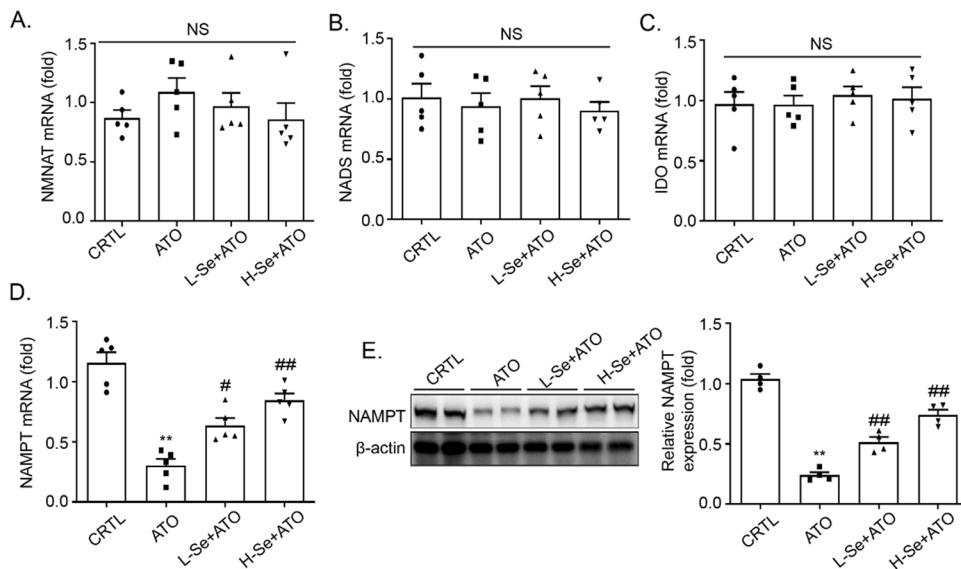 A.
NS
NMNAT mRNA (fold)
1.5
1.0
0.5
0.0
CRTL
ATO
L-Se+ATO
H-Se+ATO
B.
NS
NADS mRNA (fold)
1.5
1.0
0.5
0.0
CRTL
ATO
L-Se+ATO
H-Se+ATO
C.
NS
IDO mRNA (fold)
1.5
1.0
0.5
0.0
CRTL
ATO
L-Se+ATO
H-Se+ATO
D.
NAMPT mRNA (fold)
1.5
1.0
0.5
0.0
**
#
##
CRTL
ATO
L-Se+ATO
H-Se+ATO
E.
CRTL
ATO
L-Se+ATO
H-Se+ATO
NAMPT
β-actin
Relative NAMPT
expression (fold)
1.5
1.0
0.5
0.0
**
##
##
CRTL
ATO
L-Se+ATO
H-Se+ATO